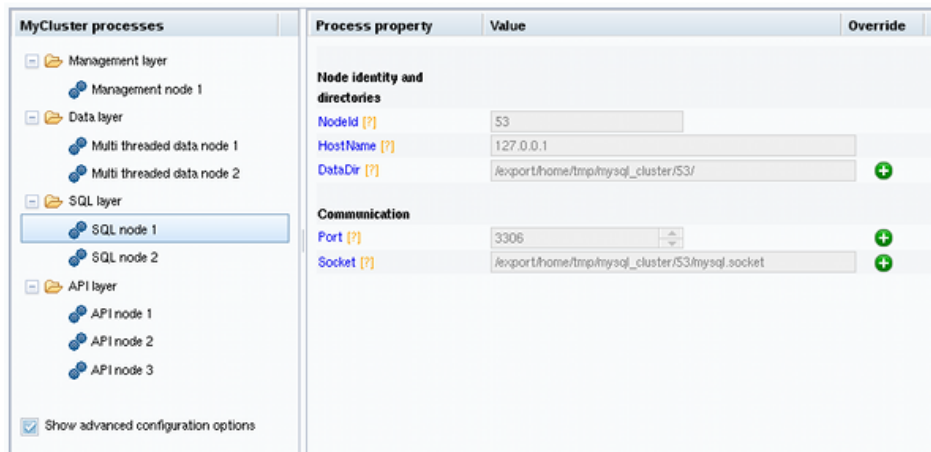 MyCluster processes
Management layer
Management node 1
Data layer
Multi threaded data node 1
Multi threaded data node 2
SQL layer
SQL node 1
SQL node 2
API layer
API node 1
API node 2
API node 3
Show advanced configuration options
Process property Value Override
Node identity and
directories
NodeId [?] 53
HostName [?] 127.0.0.1
DataDir [?] /export/home/tmp/mysql_cluster/53/
Communication
Port [?] 3306
Socket [?] /export/home/tmp/mysql_cluster/53/mysql.socket